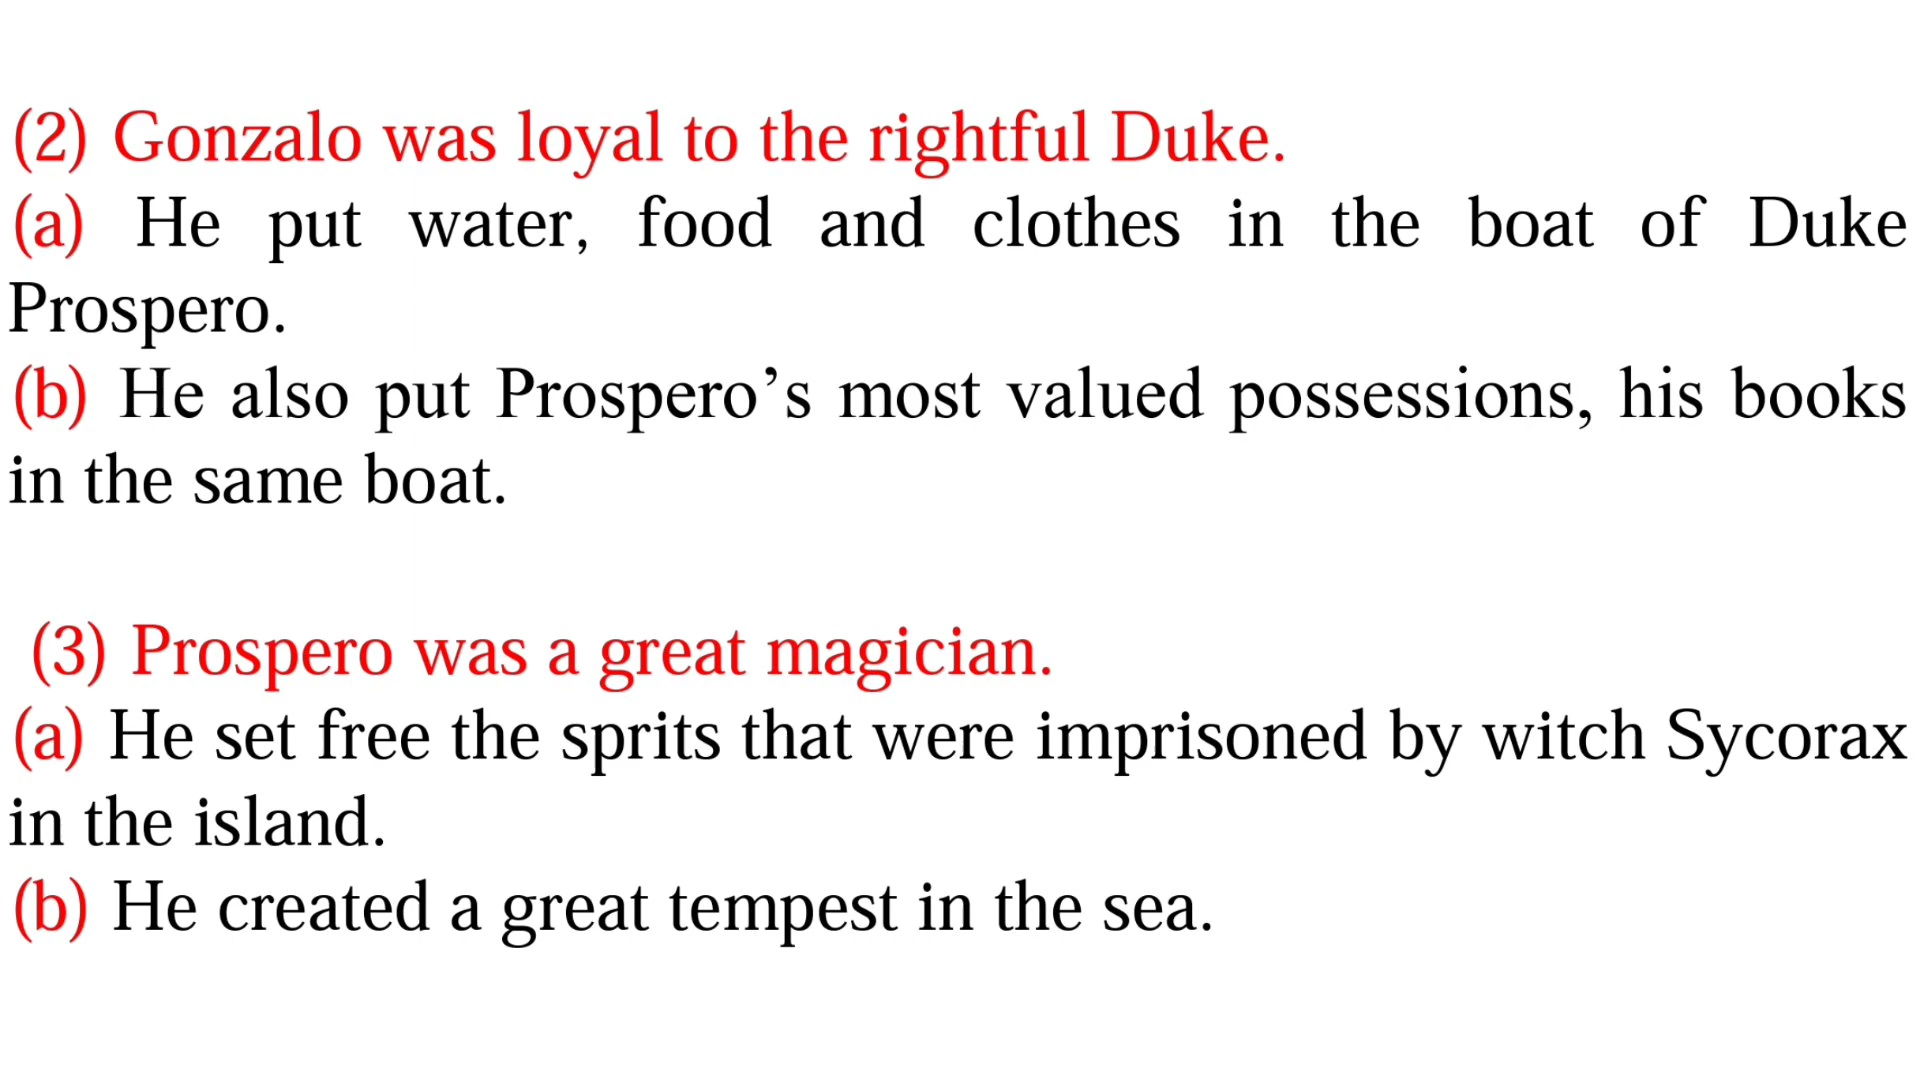 (2) Gonzalo was loyal to the rightful Duke.
(a) He put water, food and clothes in the boat of Duke
Prospero.
(b) He also put Prospero’s most valued possessions, his books
in the same boat.
(3) Prospero was a great magician.
(a) He set free the sprits that were imprisoned by witch Sycorax
in the island.
(b) He created a great tempest in the sea.